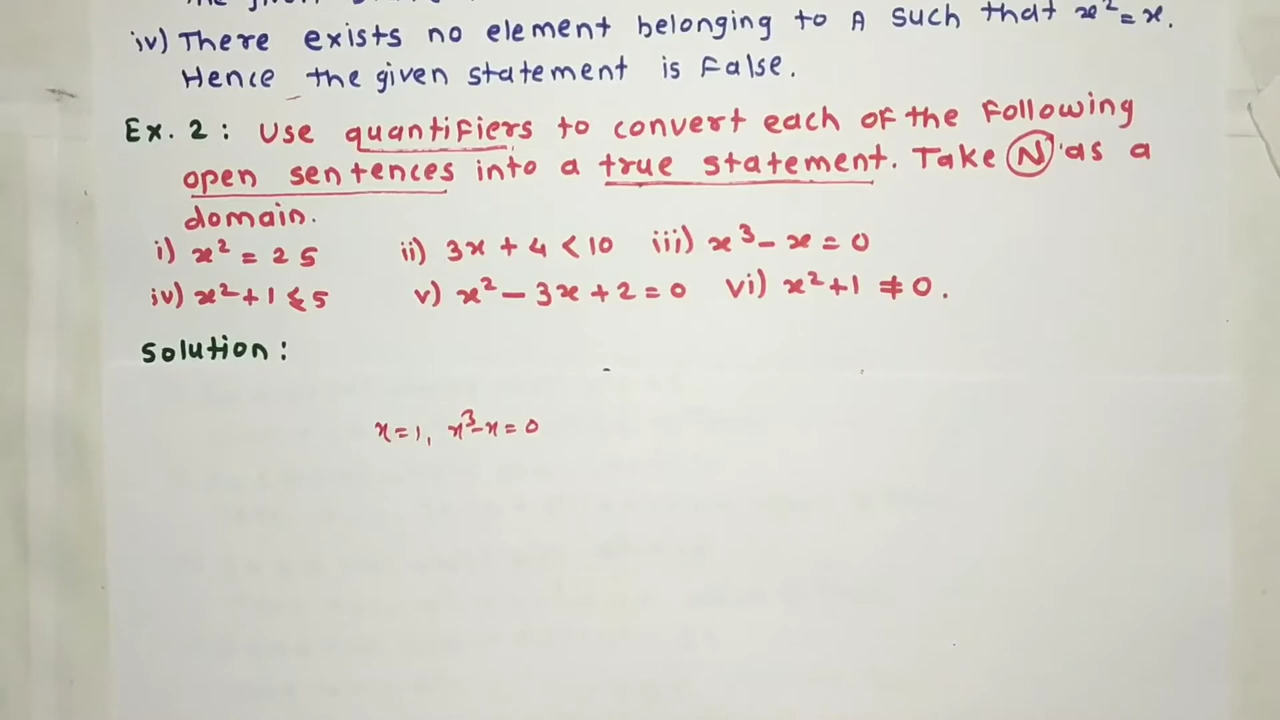 iv) There exists no element belonging to A such that x² = x.
Hence the given statement is False.
Ex. 2 : Use quantifiers to convert each of the following
open sentences into a true statement. Take N as a
domain.
i) x² = 25 ii) 3x + 4 < 10 iii) x³ - x = 0
iv) x² + 1 ≤ 5 v) x² - 3x + 2 = 0 vi) x² + 1 ≠ 0.
Solution :
x = 1, x³ - x = 0